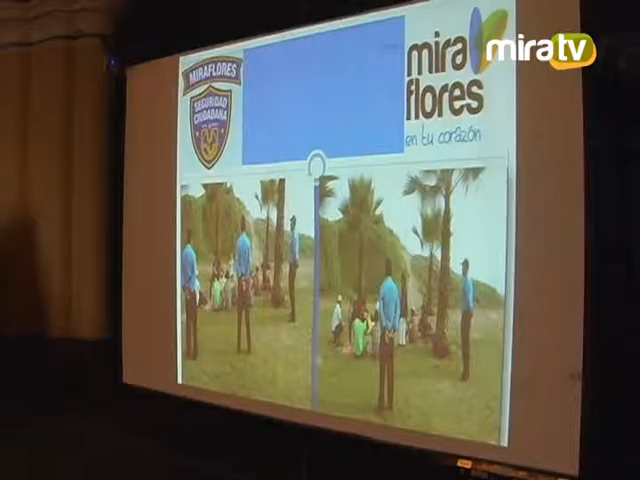 MIRAFLORES
SEGURIDAD
CIUDADANA
mira
flores
en tu corazón
miratv